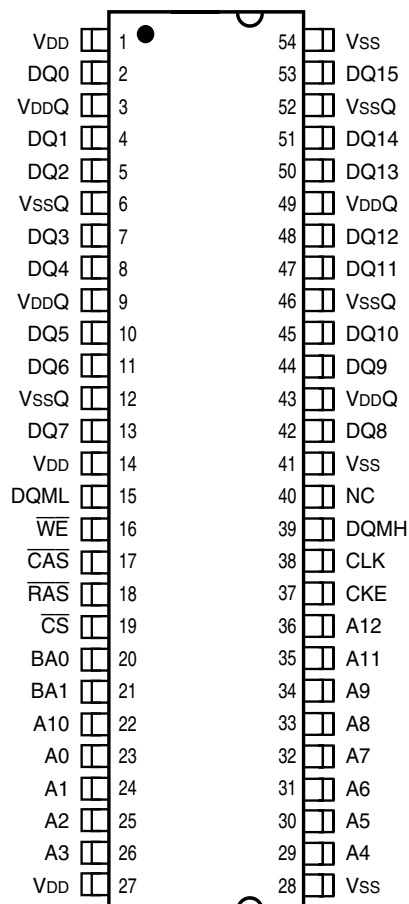 VDD 1 54 VSS
DQ0 2 53 DQ15
VDDQ 3 52 VSSQ
DQ1 4 51 DQ14
DQ2 5 50 DQ13
VSSQ 6 49 VDDQ
DQ3 7 48 DQ12
DQ4 8 47 DQ11
VDDQ 9 46 VSSQ
DQ5 10 45 DQ10
DQ6 11 44 DQ9
VSSQ 12 43 VDDQ
DQ7 13 42 DQ8
VDD 14 41 VSS
DQML 15 40 NC
W̅E̅ 16 39 DQMH
C̅A̅S̅ 17 38 CLK
R̅A̅S̅ 18 37 CKE
C̅S̅ 19 36 A12
BA0 20 35 A11
BA1 21 34 A9
A10 22 33 A8
A0 23 32 A7
A1 24 31 A6
A2 25 30 A5
A3 26 29 A4
VDD 27 28 VSS